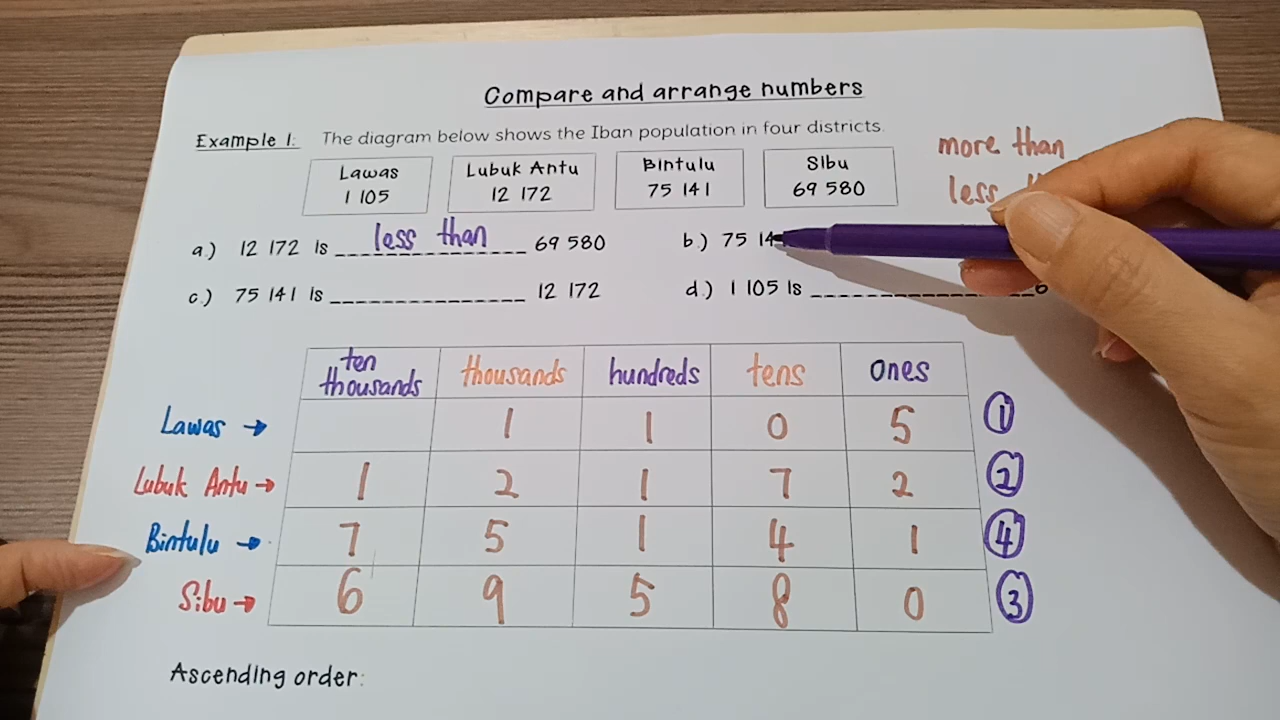 Compare and arrange numbers
Example 1: The diagram below shows the Iban population in four districts.
more than
less
Lawas
1 105
Lubuk Antu
12 172
Bintulu
75 141
Sibu
69 580
a.) 12 172 is less than 69 580
b.) 75 14
c.) 75 141 is ______________ 12 172
d.) 1 105 is ______________
ten thousands thousands hundreds tens ones
Lawas → 1 1 0 5 ①
Lubuk Antu → 1 2 1 7 2 ②
Bintulu → 7 5 1 4 1 ④
Sibu → 6 9 5 8 0 ③
Ascending order: